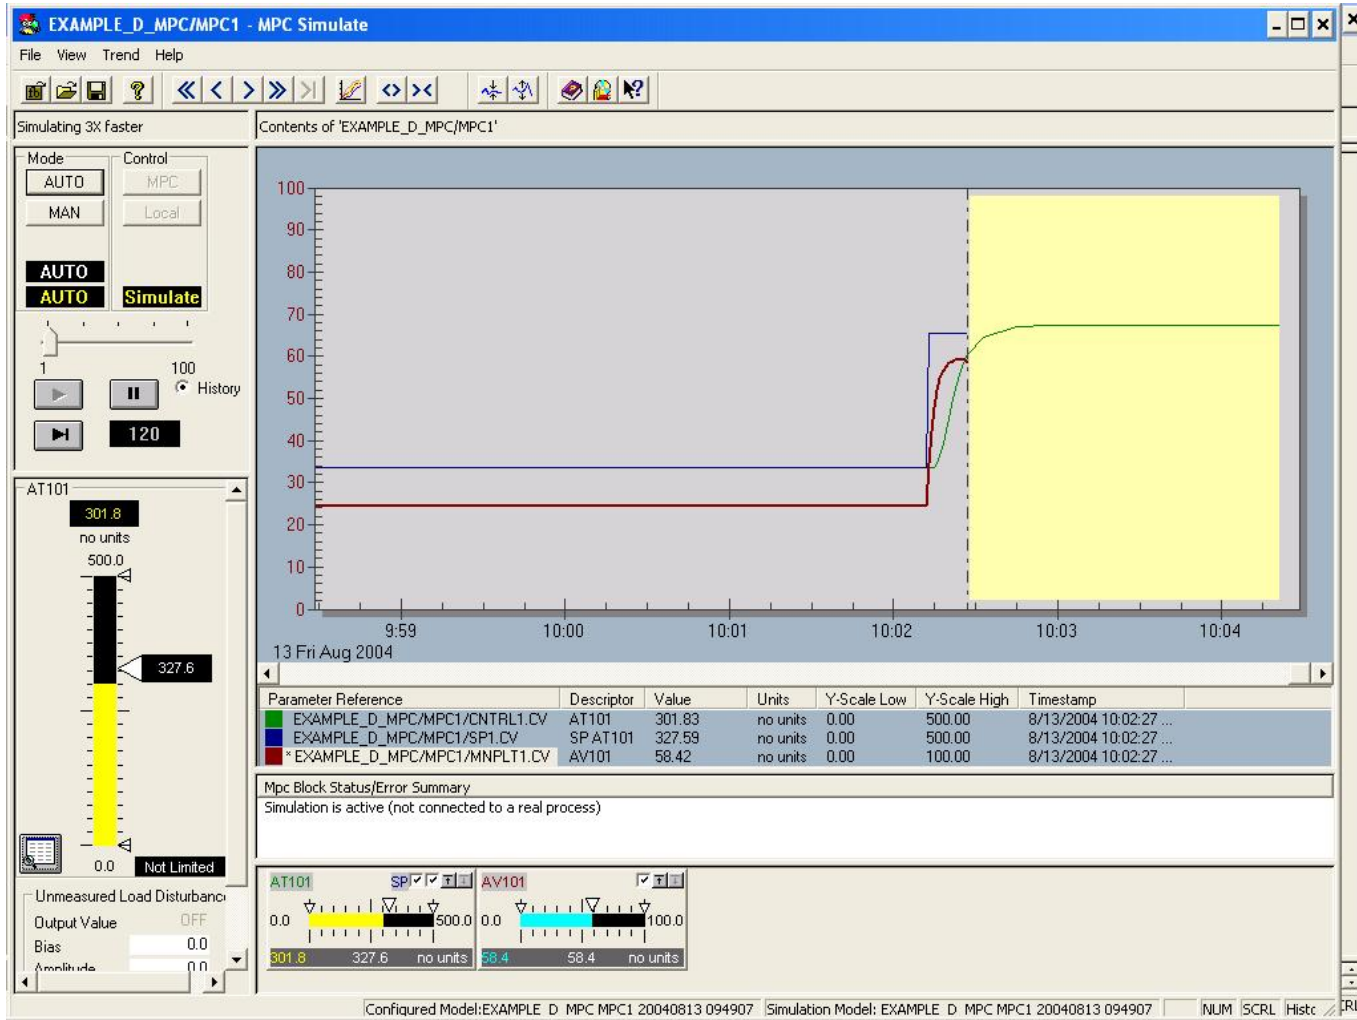 EXAMPLE_D_MPC/MPC1 - MPC Simulate
File View Trend Help
Simulating 3X faster
Contents of 'EXAMPLE_D_MPC/MPC1'
Mode
Control
AUTO
MPC
MAN
Local
AUTO
AUTO
Simulate
1
100
History
120
100
90
80
70
60
50
40
30
20
10
0
9:59
10:00
10:01
10:02
10:03
10:04
13 Fri Aug 2004
AT101
301.8
no units
500.0
327.6
0.0
Not Limited
Unmeasured Load Disturbanc
Output Value OFF
Bias 0.0
Amplitude 0.0
Parameter Reference Descriptor Value Units Y-Scale Low Y-Scale High Timestamp
EXAMPLE_D_MPC/MPC1/CNTRL1.CV AT101 301.83 no units 0.00 500.00 8/13/2004 10:02:27 ...
EXAMPLE_D_MPC/MPC1/SP1.CV SP AT101 327.59 no units 0.00 500.00 8/13/2004 10:02:27 ...
* EXAMPLE_D_MPC/MPC1/MNPLT1.CV AV101 58.42 no units 0.00 100.00 8/13/2004 10:02:27 ...
Mpc Block Status/Error Summary
Simulation is active (not connected to a real process)
AT101 SP
0.0 500.0
301.8 327.6 no units
AV101
0.0 100.0
58.4 58.4 no units
Configured Model:EXAMPLE_D_MPC MPC1 20040813 094907
Simulation Model: EXAMPLE_D_MPC MPC1 20040813 094907
NUM SCRL Histc